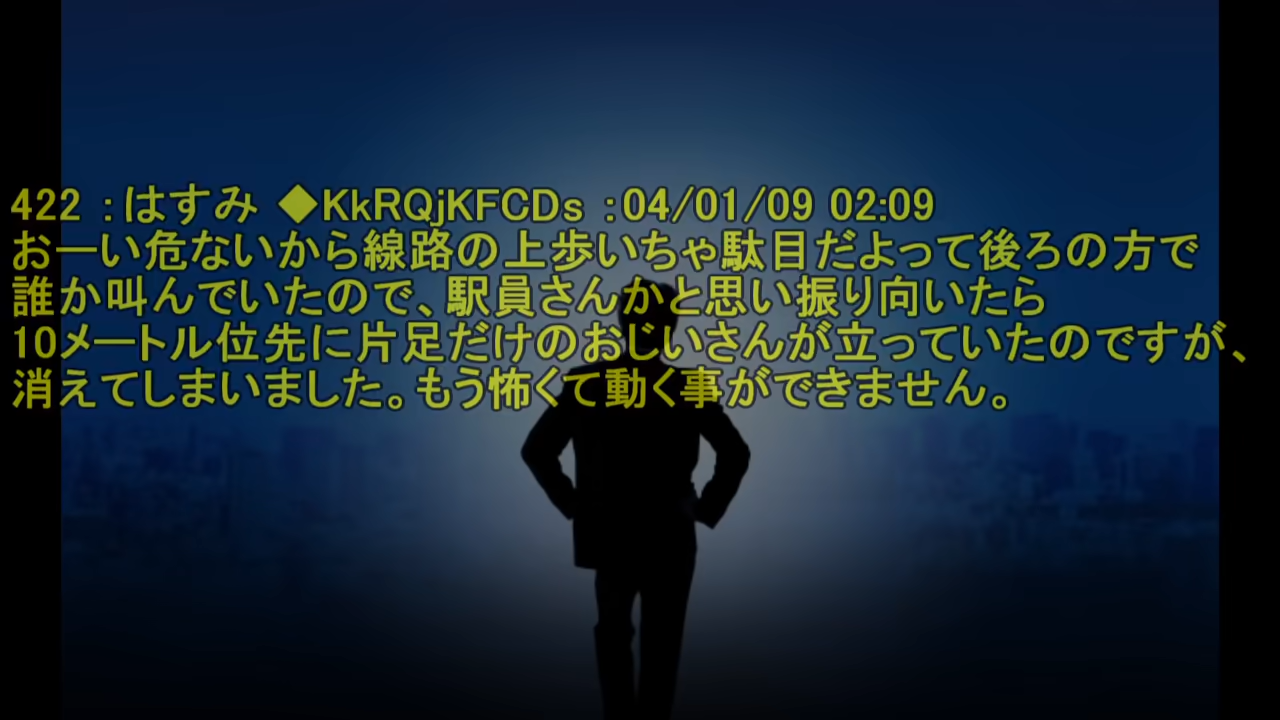 422 :はすみ ◆KkRQjKFCDs :04/01/09 02:09
おーい危ないから線路の上歩いちゃ駄目だよって後ろの方で
誰か叫んでいたので、駅員さんかと思い振り向いたら
10メートル位先に片足だけのおじいさんが立っていたのですが、
消えてしまいました。もう怖くて動く事ができません。